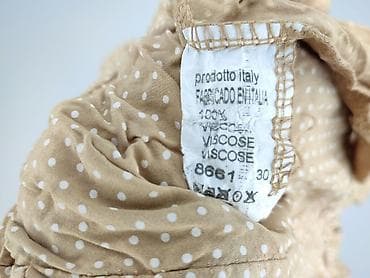 prodotto italy
FABRICADO EN ITALIA
100%
VISCOSE
VISCOSE
VISCOSE
8661 30